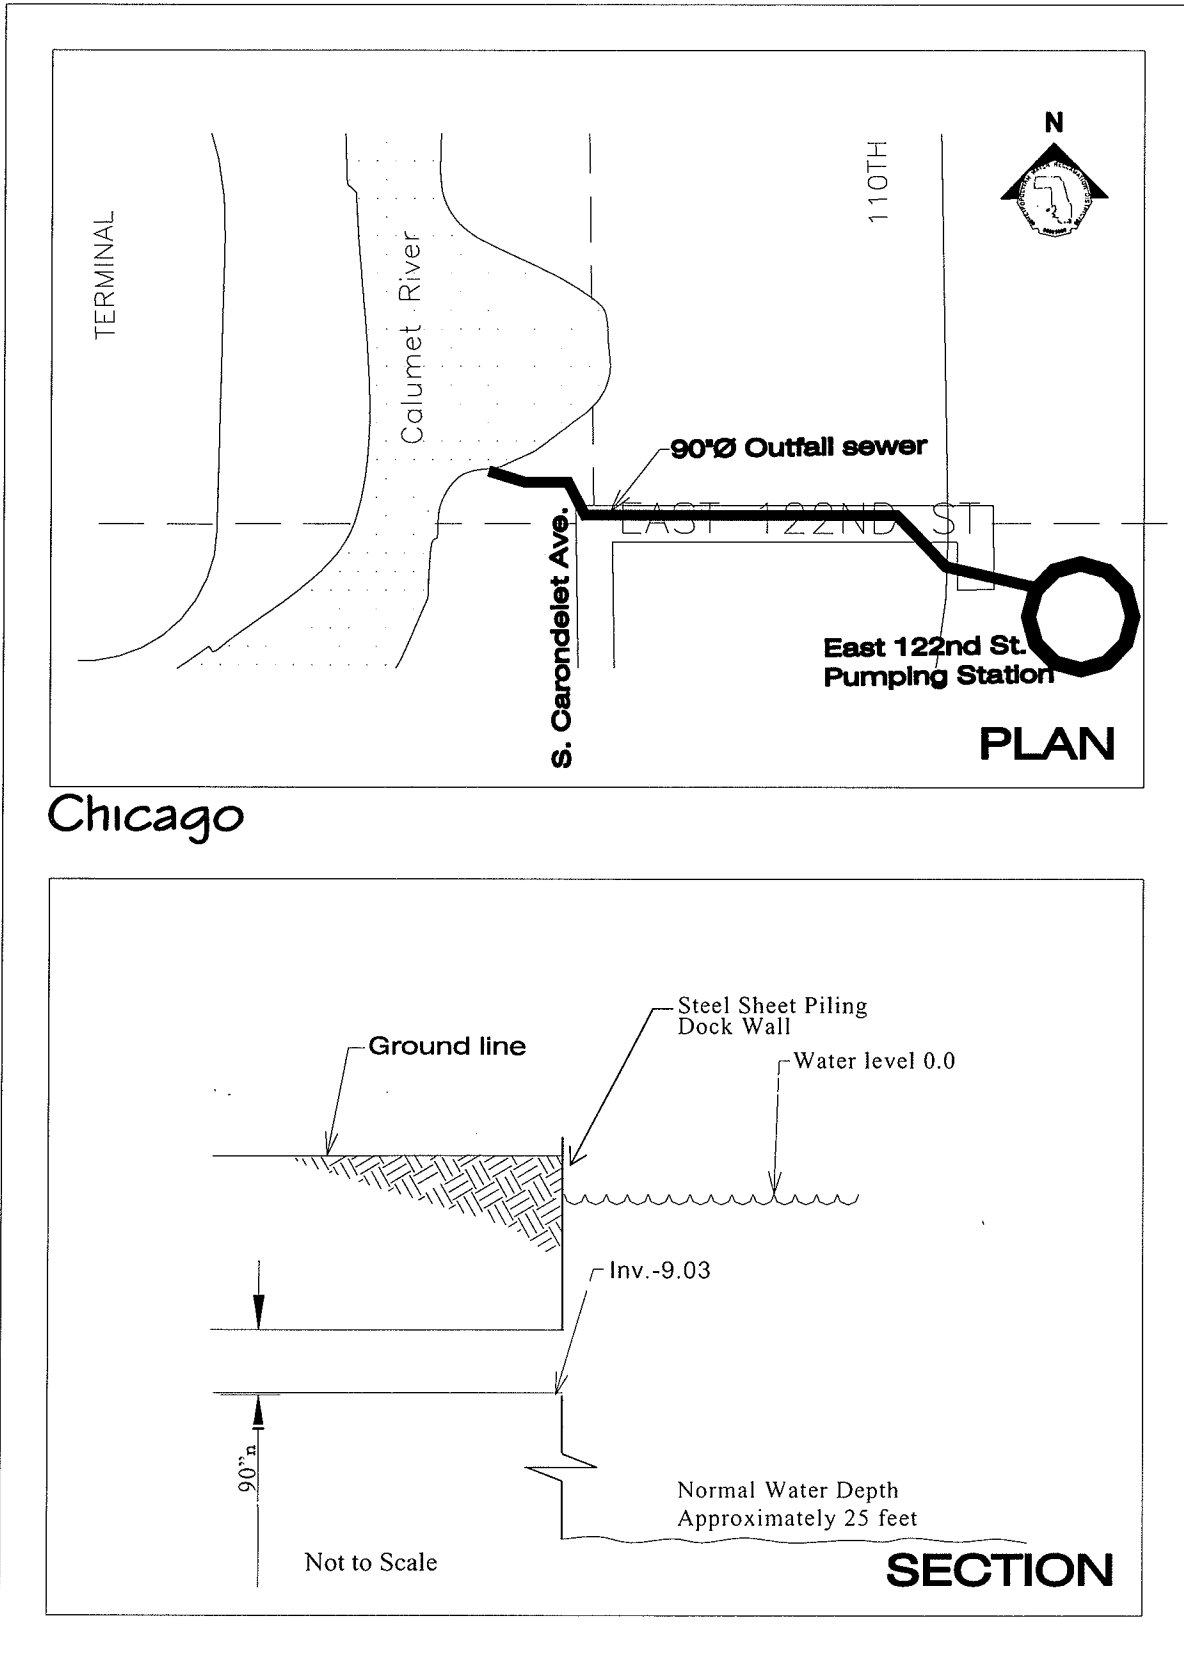 N
TERMINAL
Calumet River
110TH
90"Ø Outfall sewer
EAST 122ND ST
S. Carondelet Ave.
East 122nd St.
Pumping Station
PLAN
Chicago
Steel Sheet Piling
Dock Wall
Ground line
Water level 0.0
Inv.-9.03
90"n
Normal Water Depth
Approximately 25 feet
Not to Scale
SECTION